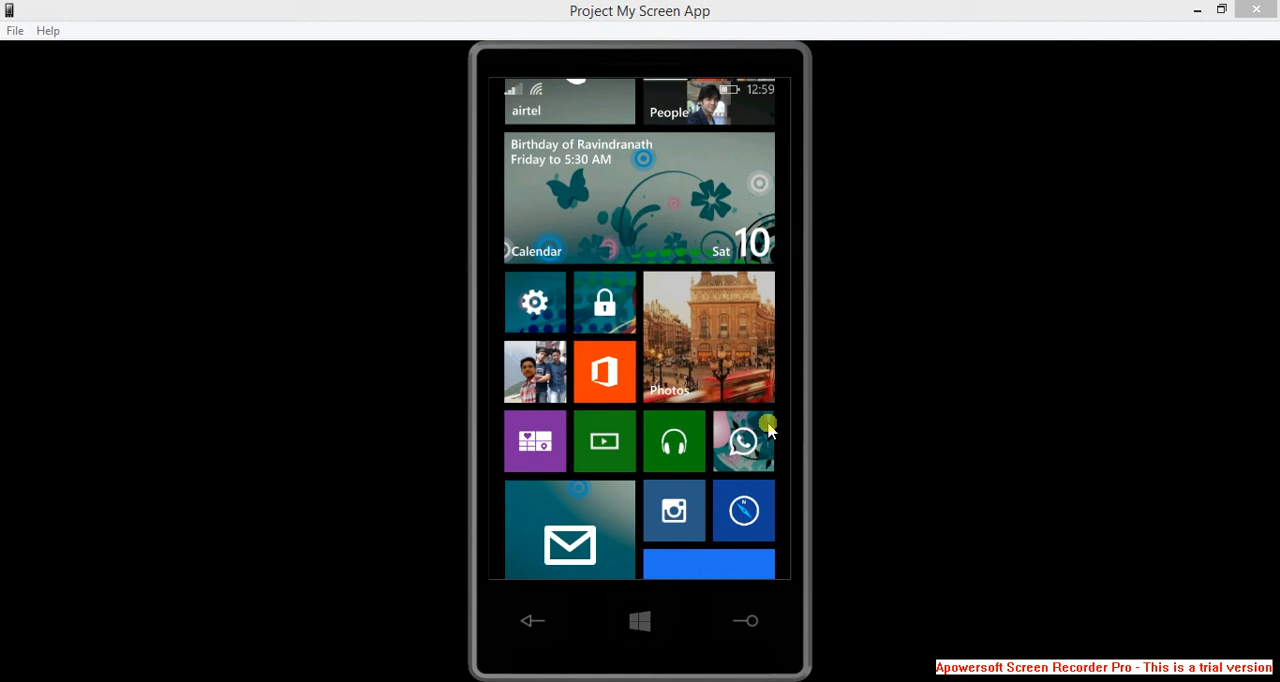 Project My Screen App
File Help
12:59
airtel
People
Birthday of Ravindranath
Friday to 5:30 AM
Calendar
Sat 10
Photos
N
Apowersoft Screen Recorder Pro - This is a trial version